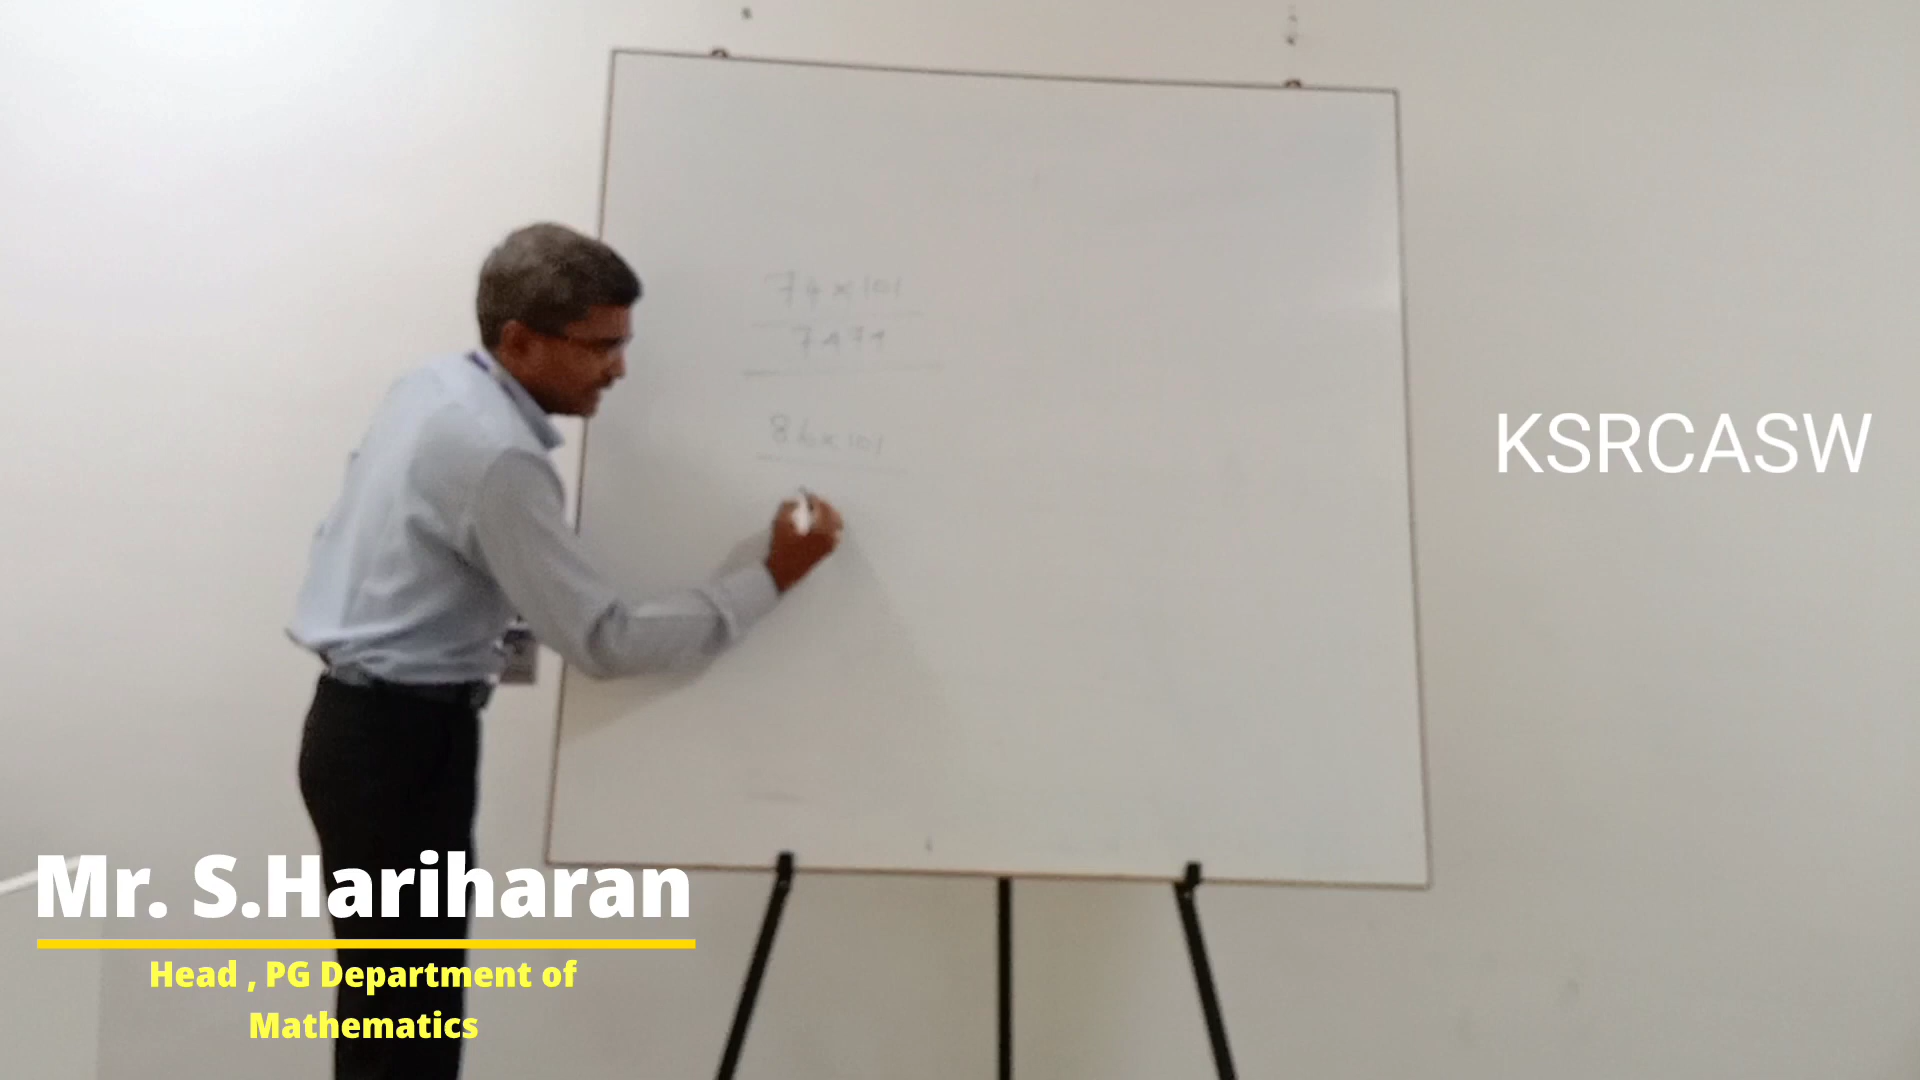 74 x 101
7474
86 x 101
KSRCASW
Mr. S.Hariharan
Head , PG Department of
Mathematics